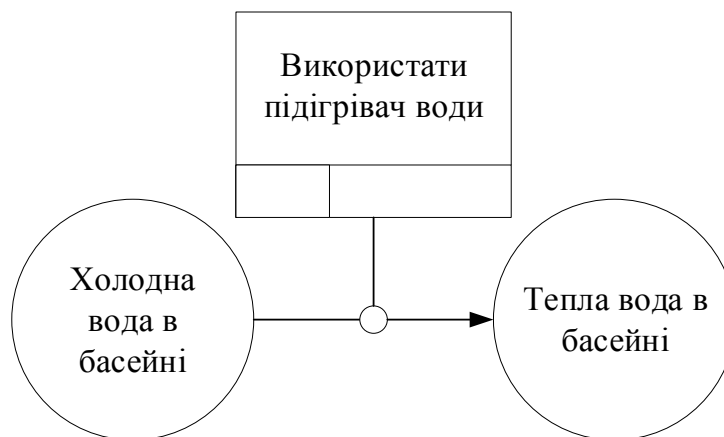 Використати
підігрівач води
Холодна
вода в
басейні
Тепла вода в
басейні